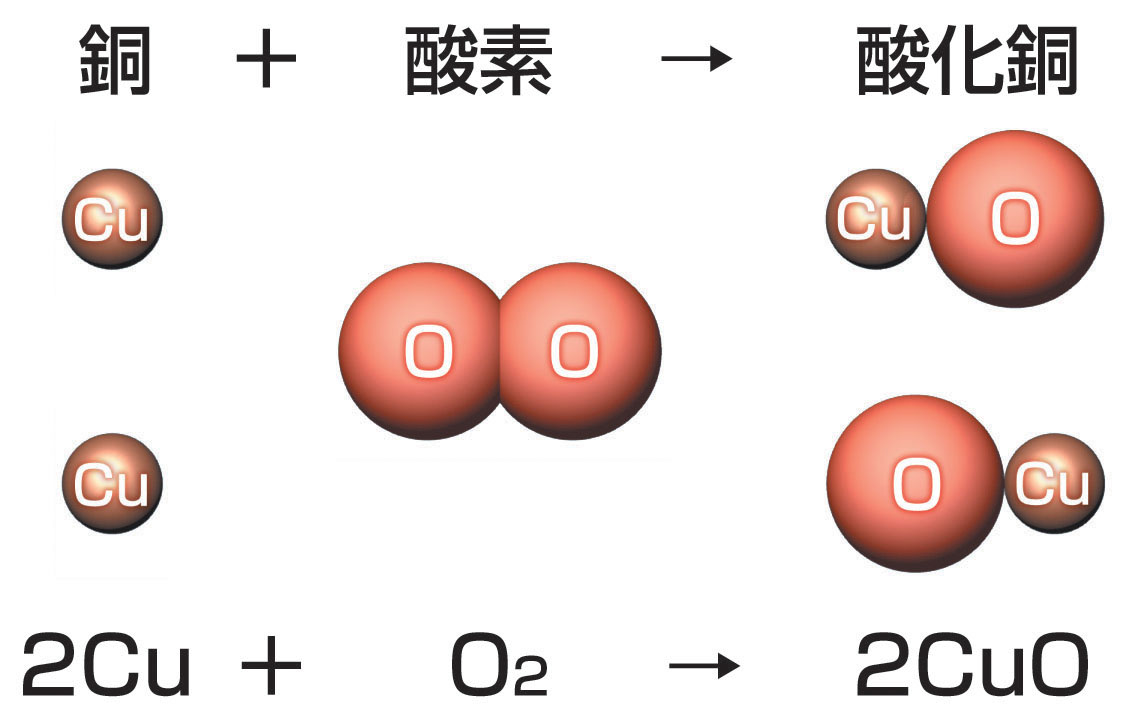 銅 + 酸素 → 酸化銅
Cu Cu O
O O
Cu O Cu
2Cu + O₂ → 2CuO